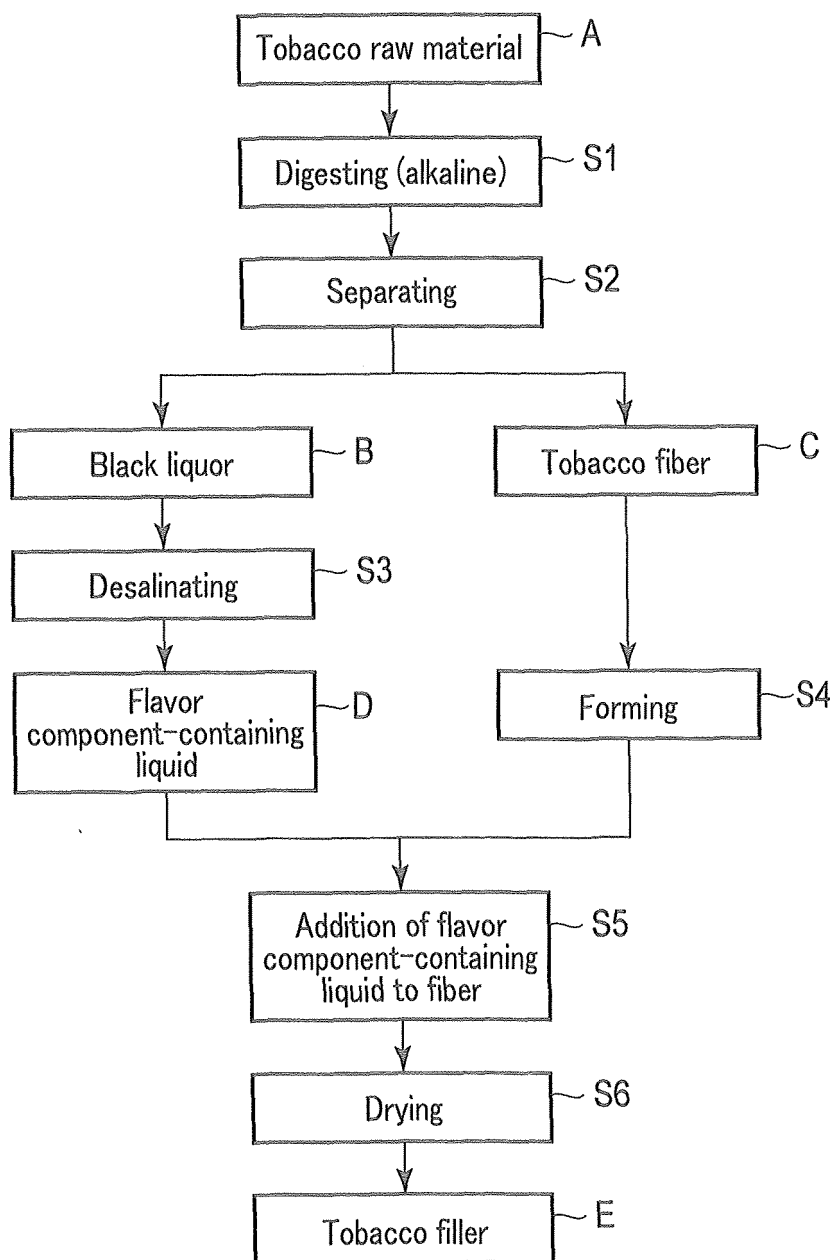 Tobacco raw material
A
Digesting (alkaline)
S1
Separating
S2
Black liquor
B
Tobacco fiber
C
Desalinating
S3
Flavor
component-containing
liquid
D
Forming
S4
Addition of flavor
component-containing
liquid to fiber
S5
Drying
S6
Tobacco filler
E